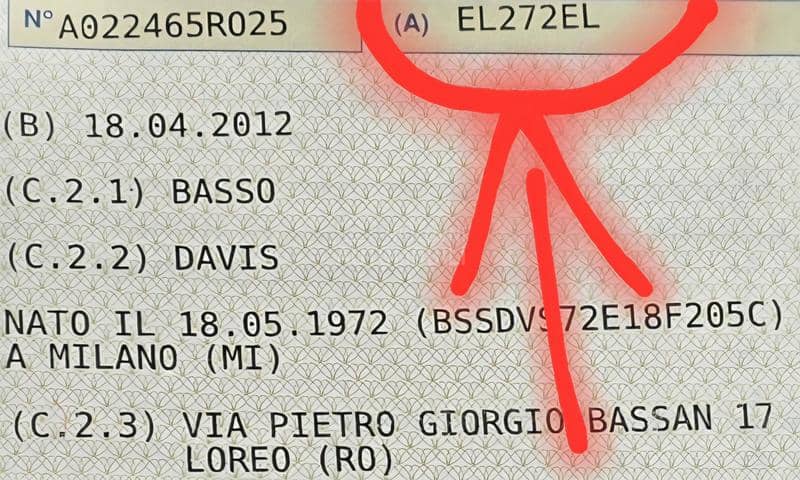 N° A022465RO25 (A) EL272EL
(B) 18.04.2012
(C.2.1) BASSO
(C.2.2) DAVIS
NATO IL 18.05.1972 (BSSDVS72E18F205C)
A MILANO (MI)
(C.2.3) VIA PIETRO GIORGIO BASSAN 17
LOREO (RO)